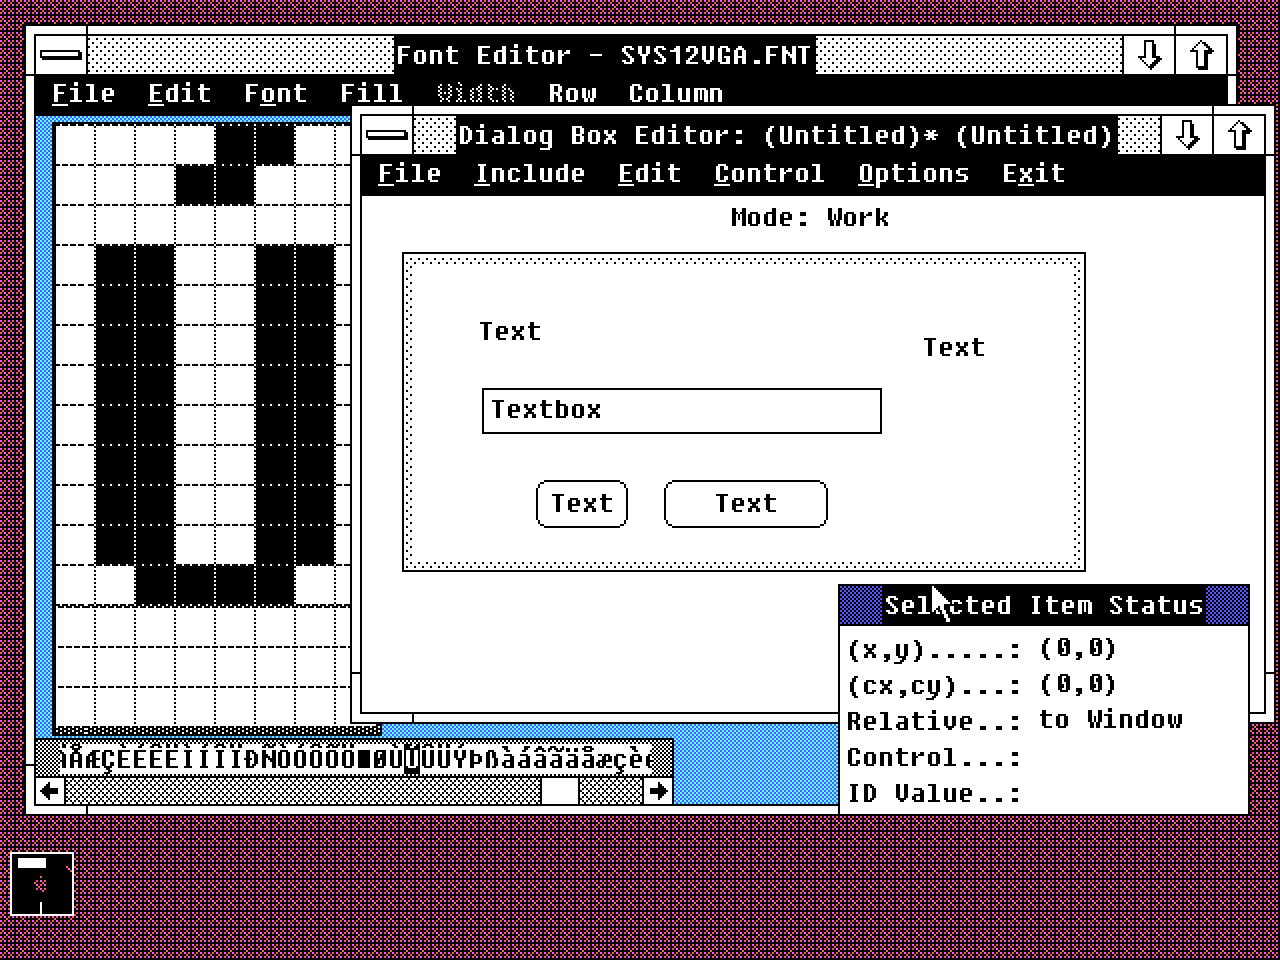 Font Editor - SYS12VGA.FNT
File Edit Font Fill Width Row Column
Dialog Box Editor: (Untitled)* (Untitled)
File Include Edit Control Options Exit
Mode: Work
Text
Text
Textbox
Text Text
Selected Item Status
(x,y).....: (0,0)
(cx,cy)...: (0,0)
Relative..: to Window
Control...:
ID Value..: